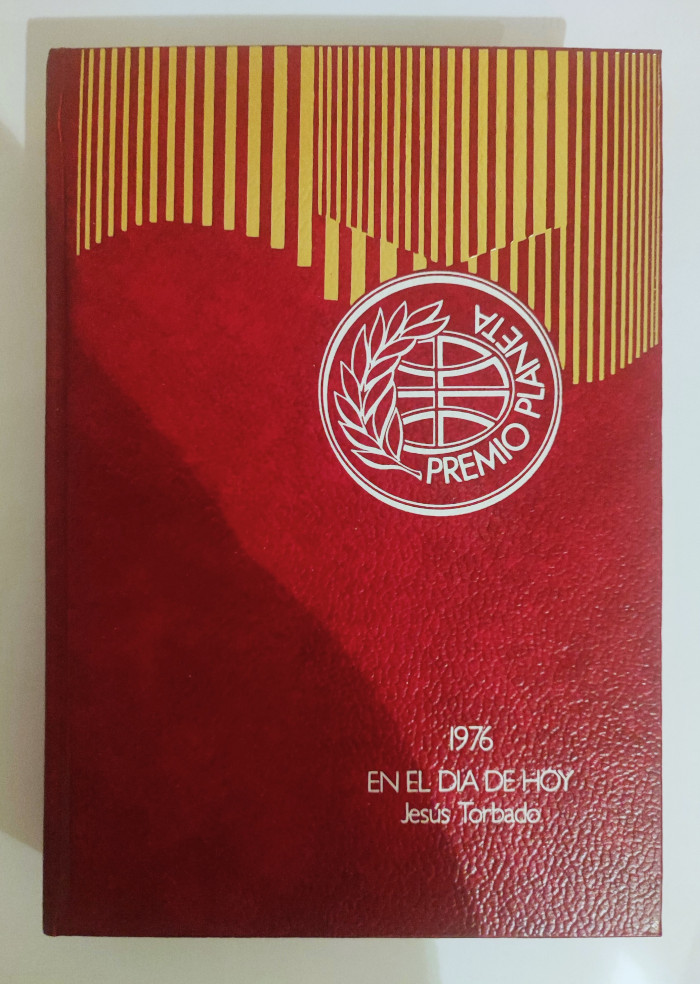 PREMIO PLANETA
1976
EN EL DIA DE HOY
Jesús Torbado